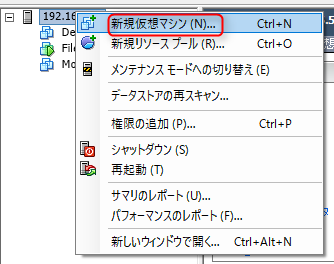 192.16
De
File
Mo
新規仮想マシン (N)... Ctrl+N
新規リソース プール (R)... Ctrl+O
メンテナンス モードへの切り替え (E)
データストアの再スキャン...
権限の追加 (P)... Ctrl+P
シャットダウン (S)
再起動 (T)
サマリのレポート (U)...
パフォーマンスのレポート (F)...
新しいウィンドウで開く... Ctrl+Alt+N